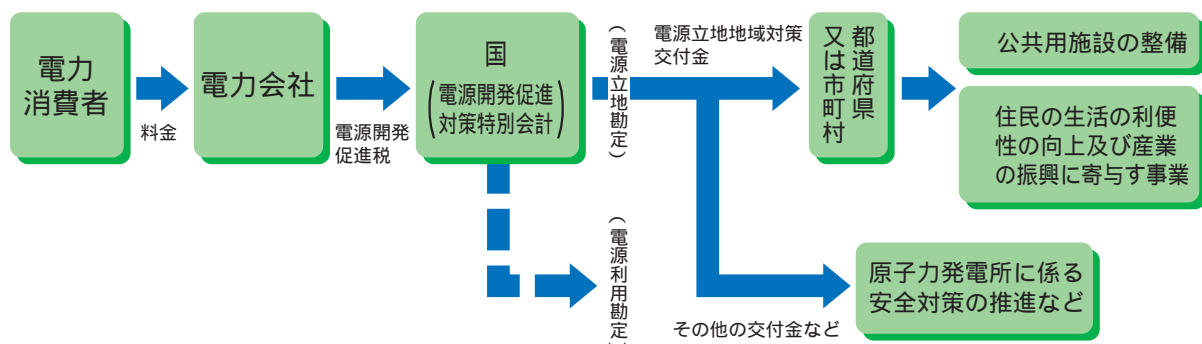 電力
消費者
料金
電力会社
電源開発
促進税
国
(電源開発促進
対策特別会計)
(電源立地勘定)
電源立地地域対策
交付金
都道府県
又は市町村
公共用施設の整備
住民の生活の利便
性の向上及び産業
の振興に寄与す事業
(電源利用勘定)
その他の交付金など
原子力発電所に係る
安全対策の推進など